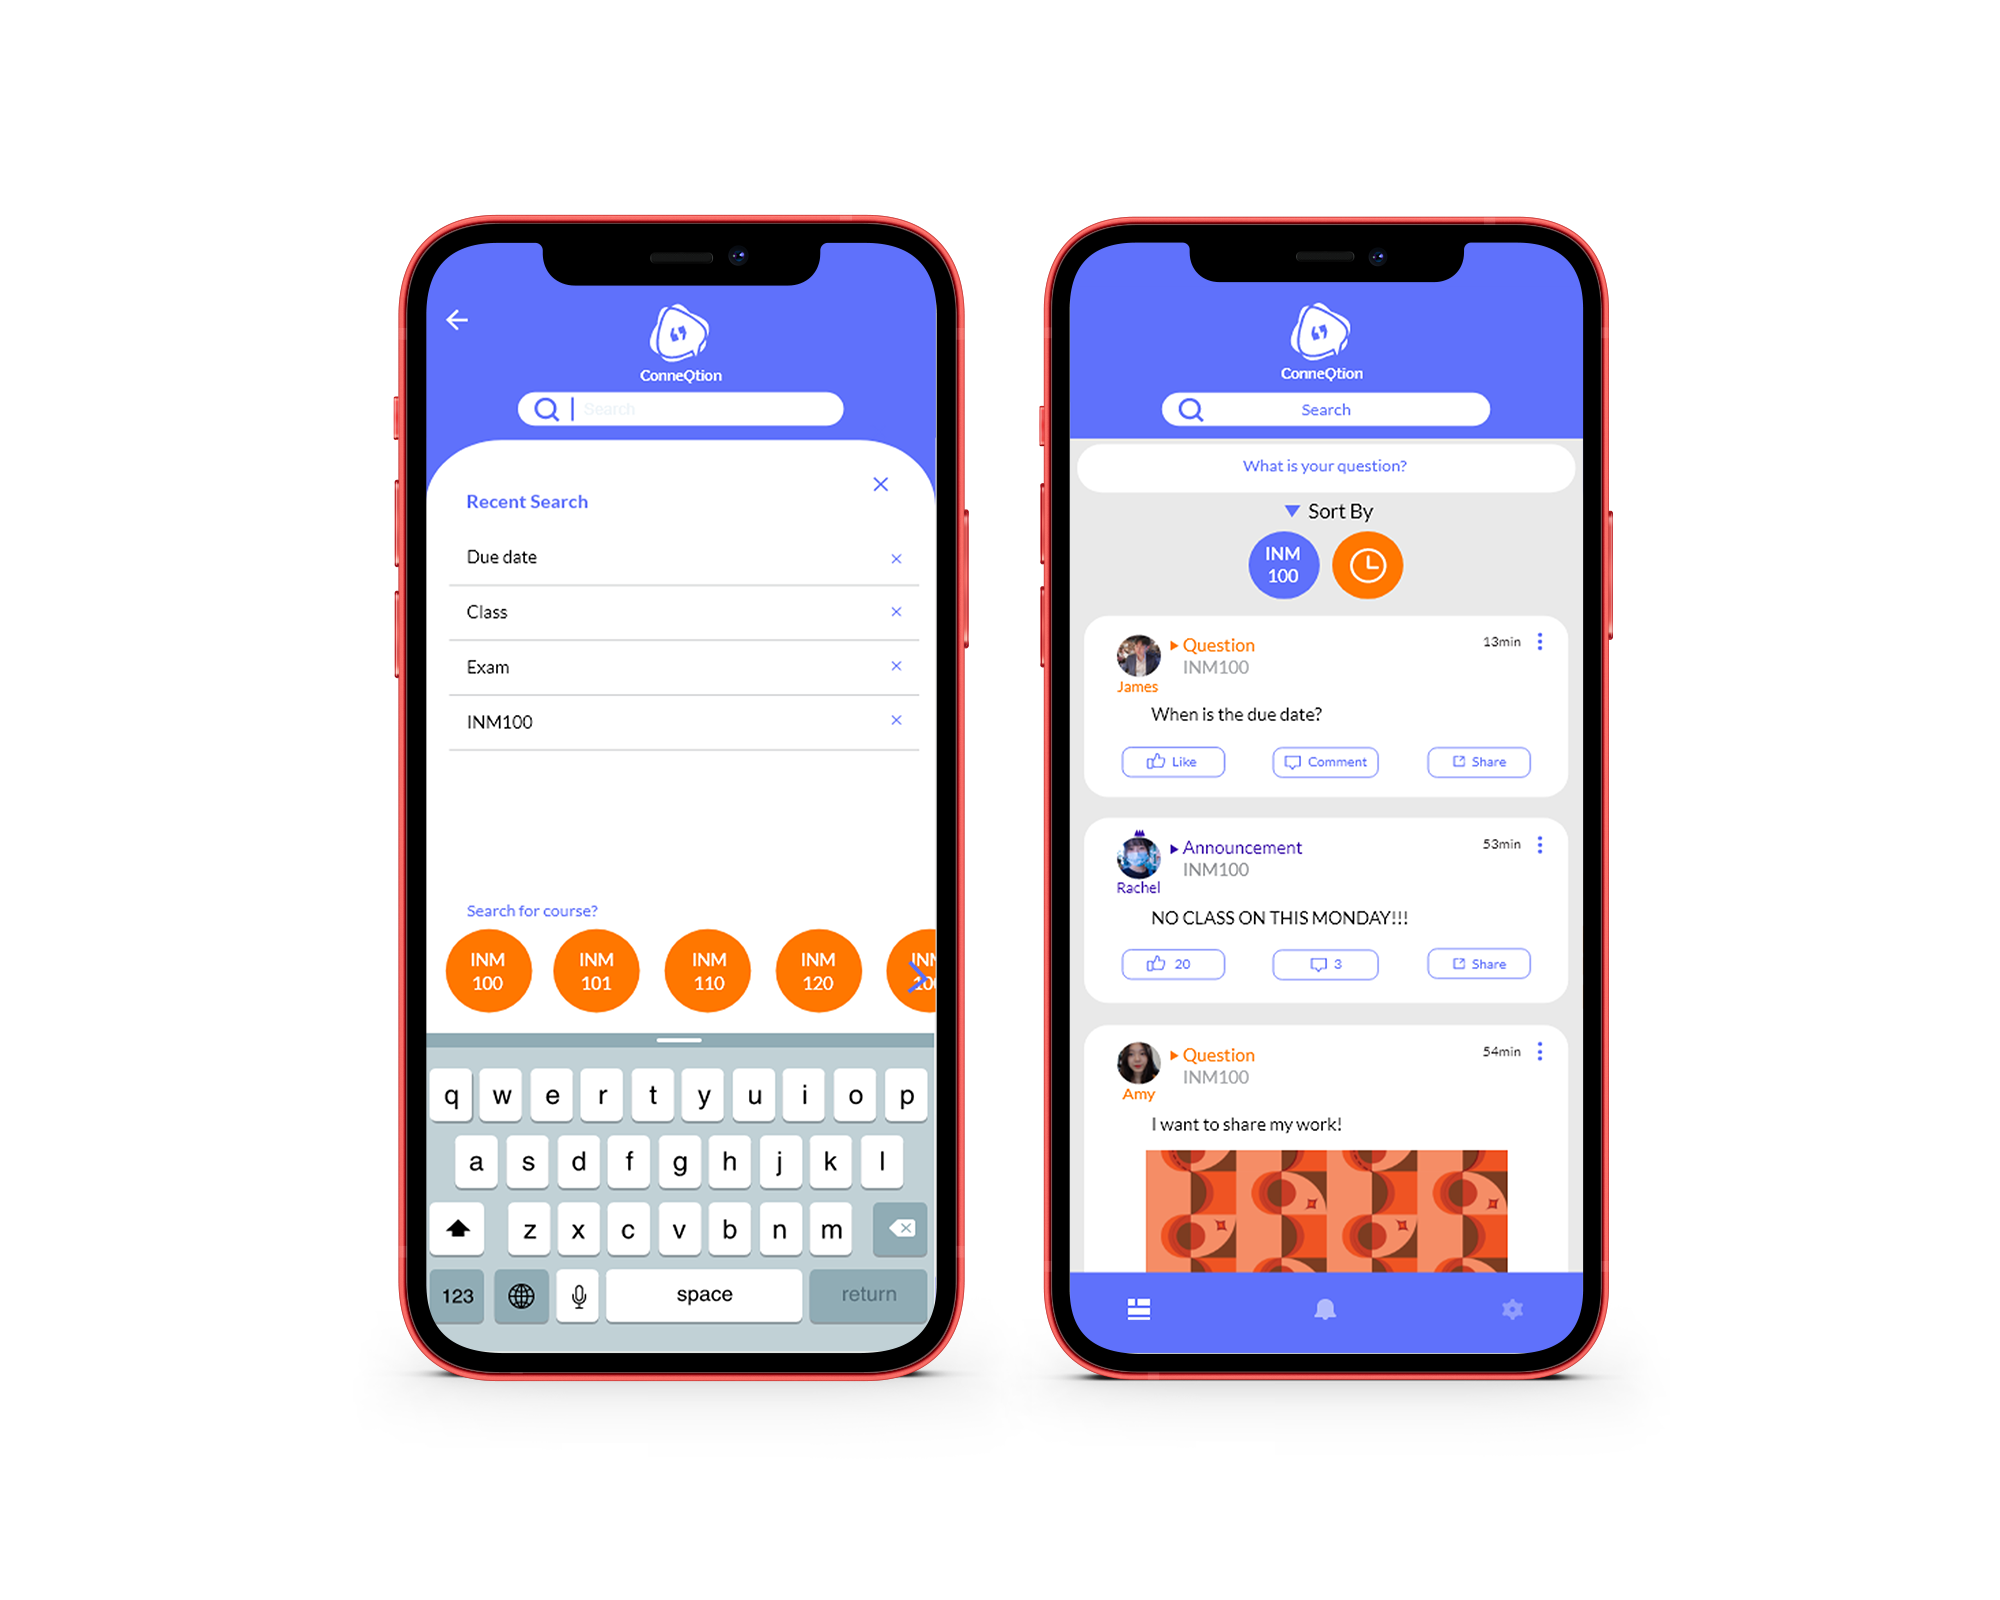 ConneQtion
Search
Recent Search
Due date
Class
Exam
INM100
Search for course?
INM
100
INM
101
INM
110
INM
120
q w e r t y u i o p
a s d f g h j k l
z x c v b n m
123
space
return
ConneQtion
Search
What is your question?
Sort By
INM
100
Question
13min
INM100
James
When is the due date?
Like
Comment
Share
Announcement
53min
INM100
Rachel
NO CLASS ON THIS MONDAY!!!
20
3
Share
Question
54min
INM100
Amy
I want to share my work!